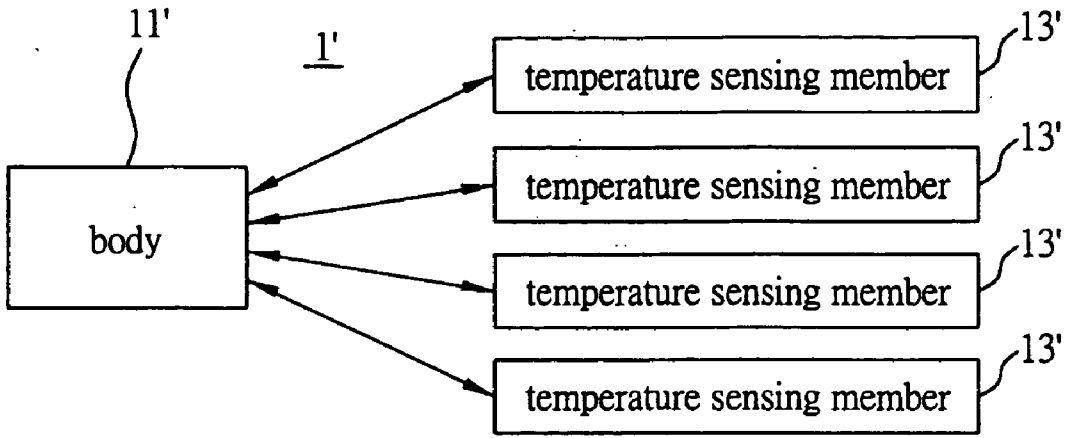 11'
1'
temperature sensing member
13'
temperature sensing member
13'
body
temperature sensing member
13'
temperature sensing member
13'